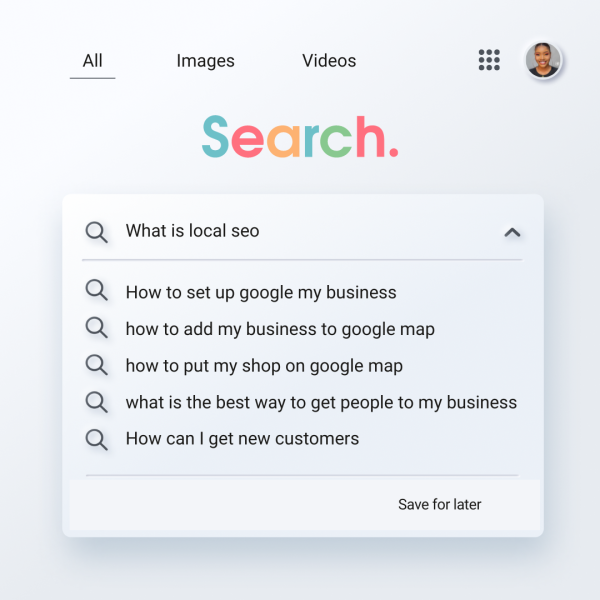 All Images Videos
Search.
What is local seo
How to set up google my business
how to add my business to google map
how to put my shop on google map
what is the best way to get people to my business
How can I get new customers
Save for later